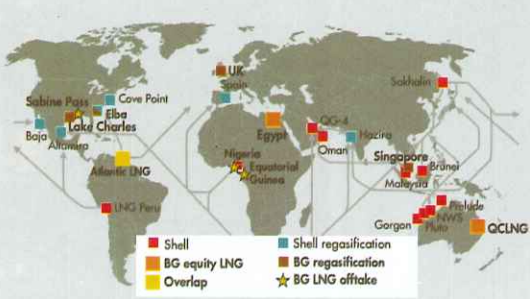 Sakhalin
UK
Spain
Cove Point
Sabine Pass
Elba
Lake Charles
Baja
Altamira
Egypt
QG-4
Hazira
Oman
Singapore
Brunei
Malaysia
Nigeria
Equatorial
Guinea
Atlantic LNG
LNG Peru
Prelude
Gorgon
NWS
Pluto
QCLNG
Shell
Shell regasification
BG equity LNG
BG regasification
Overlap
BG LNG offtake